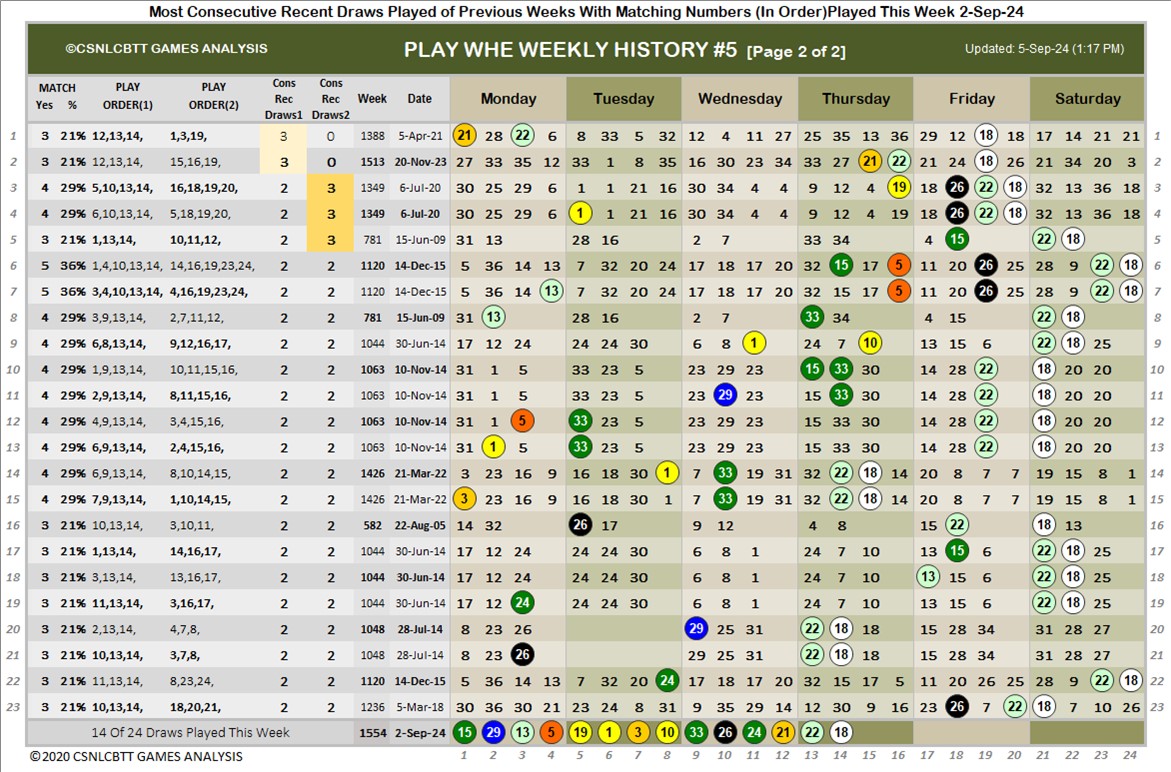 Most Consecutive Recent Draws Played of Previous Weeks With Matching Numbers (In Order)Played This Week 2-Sep-24
©CSNLCBTT GAMES ANALYSIS PLAY WHE WEEKLY HISTORY #5 [Page 2 of 2] Updated: 5-Sep-24 (1:17 PM)
MATCH PLAY PLAY Cons Cons
Yes % ORDER(1) ORDER(2) Rec Rec Week Date Monday Tuesday Wednesday Thursday Friday Saturday
Draws1 Draws2
1 3 21% 12,13,14, 1,3,19, 3 0 1388 5-Apr-21 21 28 22 6 8 33 5 32 12 4 11 27 25 35 13 36 29 12 18 18 17 14 21 21 1
2 3 21% 12,13,14, 15,16,19, 3 0 1513 20-Nov-23 27 33 35 12 33 1 8 35 16 30 23 34 33 27 21 22 21 24 18 26 21 34 20 3 2
3 4 29% 5,10,13,14, 16,18,19,20, 2 3 1349 6-Jul-20 30 25 29 6 1 1 21 16 30 34 4 4 9 12 4 19 18 26 22 18 32 13 36 18 3
4 4 29% 6,10,13,14, 5,18,19,20, 2 3 1349 6-Jul-20 30 25 29 6 1 1 21 16 30 34 4 4 9 12 4 19 18 26 22 18 32 13 36 18 4
5 3 21% 1,13,14, 10,11,12, 2 3 781 15-Jun-09 31 13 28 16 2 7 33 34 4 15 22 18 5
6 5 36% 1,4,10,13,14, 14,16,19,23,24, 2 2 1120 14-Dec-15 5 36 14 13 7 32 20 24 17 18 17 20 32 15 17 5 11 20 26 25 28 9 22 18 6
7 5 36% 3,4,10,13,14, 4,16,19,23,24, 2 2 1120 14-Dec-15 5 36 14 13 7 32 20 24 17 18 17 20 32 15 17 5 11 20 26 25 28 9 22 18 7
8 4 29% 3,9,13,14, 2,7,11,12, 2 2 781 15-Jun-09 31 13 28 16 2 7 33 34 4 15 22 18 8
9 4 29% 6,8,13,14, 9,12,16,17, 2 2 1044 30-Jun-14 17 12 24 24 24 30 6 8 1 24 7 10 13 15 6 22 18 25 9
10 4 29% 1,9,13,14, 10,11,15,16, 2 2 1063 10-Nov-14 31 1 5 33 23 5 23 29 23 15 33 30 14 28 22 18 20 20 10
11 4 29% 2,9,13,14, 8,11,15,16, 2 2 1063 10-Nov-14 31 1 5 33 23 5 23 29 23 15 33 30 14 28 22 18 20 20 11
12 4 29% 4,9,13,14, 3,4,15,16, 2 2 1063 10-Nov-14 31 1 5 33 23 5 23 29 23 15 33 30 14 28 22 18 20 20 12
13 4 29% 6,9,13,14, 2,4,15,16, 2 2 1063 10-Nov-14 31 1 5 33 23 5 23 29 23 15 33 30 14 28 22 18 20 20 13
14 4 29% 6,9,13,14, 8,10,14,15, 2 2 1426 21-Mar-22 3 23 16 9 16 18 30 1 7 33 19 31 32 22 18 14 20 8 7 7 19 15 8 1 14
15 4 29% 7,9,13,14, 1,10,14,15, 2 2 1426 21-Mar-22 3 23 16 9 16 18 30 1 7 33 19 31 32 22 18 14 20 8 7 7 19 15 8 1 15
16 3 21% 10,13,14, 3,10,11, 2 2 582 22-Aug-05 14 32 26 17 9 12 4 8 15 22 18 13 16
17 3 21% 1,13,14, 14,16,17, 2 2 1044 30-Jun-14 17 12 24 24 24 30 6 8 1 24 7 10 13 15 6 22 18 25 17
18 3 21% 3,13,14, 13,16,17, 2 2 1044 30-Jun-14 17 12 24 24 24 30 6 8 1 24 7 10 13 15 6 22 18 25 18
19 3 21% 11,13,14, 3,16,17, 2 2 1044 30-Jun-14 17 12 24 24 24 30 6 8 1 24 7 10 13 15 6 22 18 25 19
20 3 21% 2,13,14, 4,7,8, 2 2 1048 28-Jul-14 8 23 26 29 25 31 22 18 18 15 28 34 31 28 27 20
21 3 21% 10,13,14, 3,7,8, 2 2 1048 28-Jul-14 8 23 26 29 25 31 22 18 18 15 28 34 31 28 27 21
22 3 21% 11,13,14, 8,23,24, 2 2 1120 14-Dec-15 5 36 14 13 7 32 20 24 17 18 17 20 32 15 17 5 11 20 26 25 28 9 22 18 22
23 3 21% 10,13,14, 18,20,21, 2 2 1236 5-Mar-18 30 36 30 21 23 24 8 31 9 35 29 14 12 30 9 16 23 26 7 22 18 7 10 26 23
14 Of 24 Draws Played This Week 1554 2-Sep-24 15 29 13 5 19 1 3 10 33 26 24 21 22 18
©2020 CSNLCBTT GAMES ANALYSIS 1 2 3 4 5 6 7 8 9 10 11 12 13 14 15 16 17 18 19 20 21 22 23 24